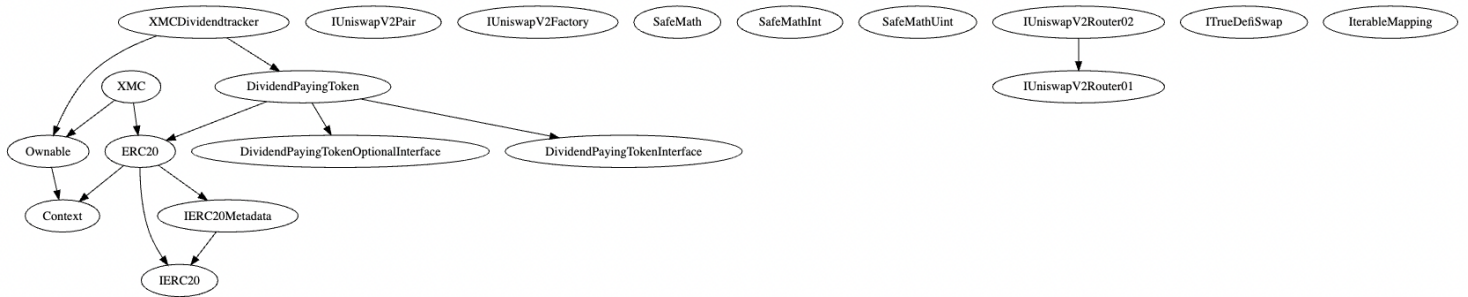 XMCDividendtracker
IUniswapV2Pair
IUniswapV2Factory
SafeMath
SafeMathInt
SafeMathUint
IUniswapV2Router02
ITrueDefiSwap
IterableMapping
XMC
DividendPayingToken
IUniswapV2Router01
Ownable
ERC20
DividendPayingTokenOptionalInterface
DividendPayingTokenInterface
Context
IERC20Metadata
IERC20